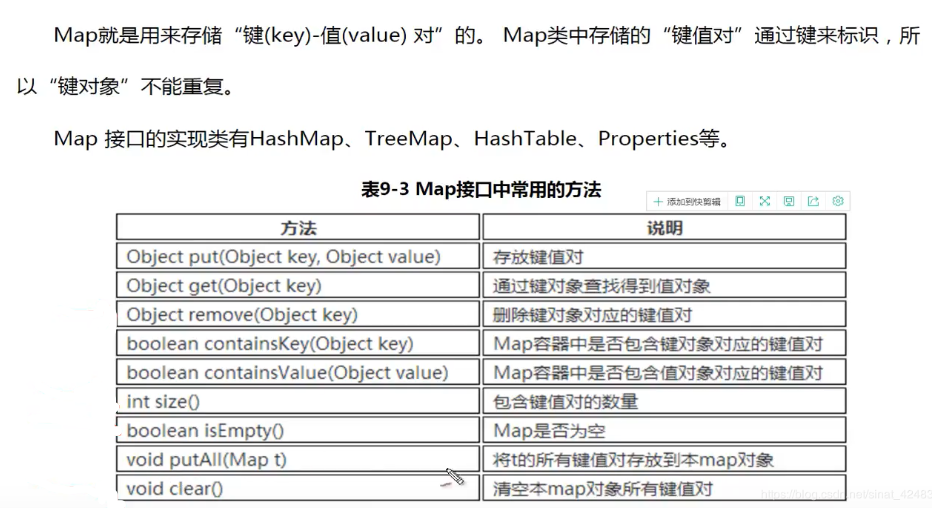 Map就是用来存储“键(key)-值(value) 对”的。 Map类中存储的“键值对”通过键来标识，所
以“键对象”不能重复。
Map 接口的实现类有HashMap、TreeMap、HashTable、Properties等。
表9-3 Map接口中常用的方法
添加到快剪辑
方法 说明
Object put(Object key, Object value) 存放键值对
Object get(Object key) 通过键对象查找得到值对象
Object remove(Object key) 删除键对象对应的键值对
boolean containsKey(Object key) Map容器中是否包含键对象对应的键值对
boolean containsValue(Object value) Map容器中是否包含值对象对应的键值对
int size() 包含键值对的数量
boolean isEmpty() Map是否为空
void putAll(Map t) 将t的所有键值对存放到本map对象
void clear() 清空本map对象所有键值对